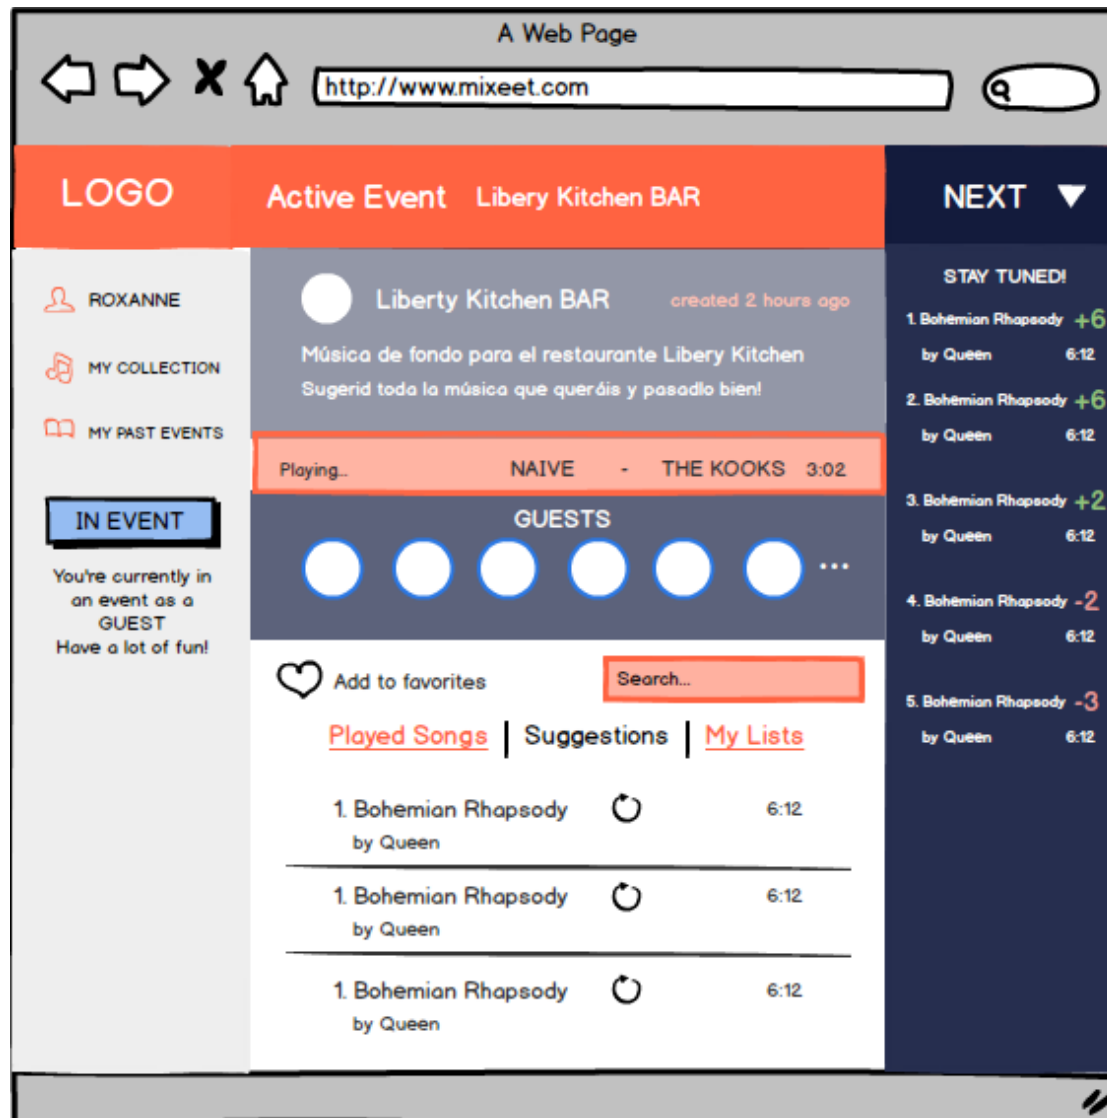 A Web Page
http://www.mixeet.com
LOGO
Active Event Libery Kitchen BAR
NEXT
ROXANNE
MY COLLECTION
MY PAST EVENTS
IN EVENT
You're currently in
an event as a
GUEST
Have a lot of fun!
Liberty Kitchen BAR created 2 hours ago
Música de fondo para el restaurante Libery Kitchen
Sugerid toda la música que queráis y pasadlo bien!
Playing... NAIVE - THE KOOKS 3:02
GUESTS
...
Add to favorites Search...
Played Songs | Suggestions | My Lists
1. Bohemian Rhapsody 6:12
by Queen
1. Bohemian Rhapsody 6:12
by Queen
1. Bohemian Rhapsody 6:12
by Queen
STAY TUNED!
1. Bohemian Rhapsody +6
by Queen 6:12
2. Bohemian Rhapsody +6
by Queen 6:12
3. Bohemian Rhapsody +2
by Queen 6:12
4. Bohemian Rhapsody -2
by Queen 6:12
5. Bohemian Rhapsody -3
by Queen 6:12